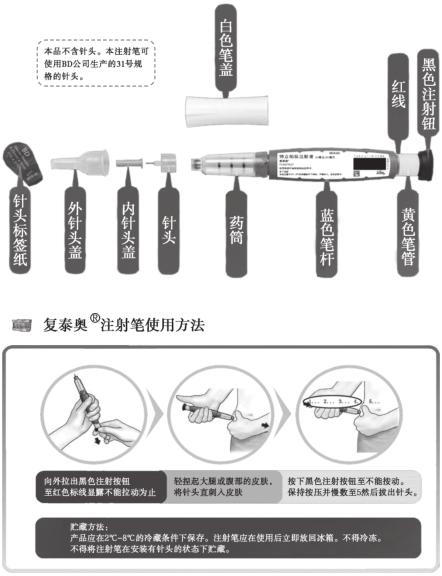 白色笔盖
本品不含针头。本注射笔可
使用BD公司生产的31号规
格的针头。
黑色注射钮
红线
特立帕肽注射液
针头标签纸
外针头盖
内针头盖
针头
药筒
蓝色笔杆
黄色笔管
复泰奥®注射笔使用方法
1... 2... 3... 4... 5...
向外拉出黑色注射按钮
至红色标线显露不能拉动为止
轻捏起大腿或腹部的皮肤,
将针头直刺入皮肤
按下黑色注射按钮至不能按动。
保持按压并慢数至5然后拔出针头。
贮藏方法:
产品应在2℃-8℃的冷藏条件下保存。注射笔应在使用后立即放回冰箱。不得冷冻。
不得将注射笔在安装有针头的状态下贮藏。